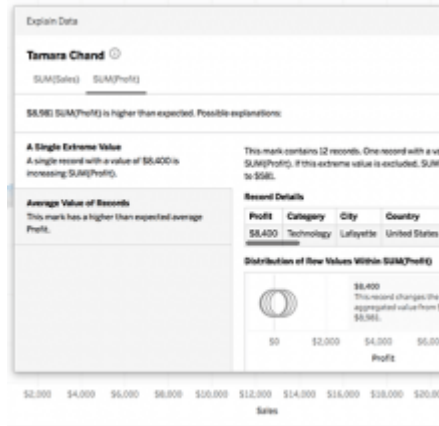 Explain Data
Tamara Chand
SUM(Sales) SUM(Profit)
$8,981 SUM(Profit) is higher than expected. Possible explanations:
A Single Extreme Value
A single record with a value of $8,400 is
increasing SUM(Profit).
Average Value of Records
This mark has a higher than expected average
Profit.
This mark contains 12 records. One record with a
SUM(Profit). If this extreme value is excluded, SUM
to $581.
Record Details
Profit Category City Country
$8,400 Technology Lafayette United States
Distribution of Row Values Within SUM(Profit)
$8,400
This record changes the
aggregated value from
$8,981.
$0 $2,000 $4,000 $6,00
Profit
$2,000 $4,000 $6,000 $8,000 $10,000 $12,000 $14,000 $16,000 $18,000 $20,00
Sales